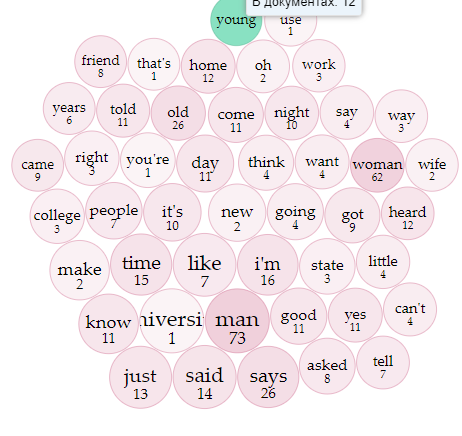 В документах: 12
young use
1
friend that's home oh work
8 1 12 2 3
years told old come night say way
6 11 26 11 10 4 3
came right you're day think want woman wife
9 3 1 11 4 4 62 2
college people it's new going got heard
3 7 10 2 4 9 12
make time like i'm state little
2 15 7 16 3 4
know niversi man good yes can't
11 1 73 11 11 4
just said says asked tell
13 14 26 8 7